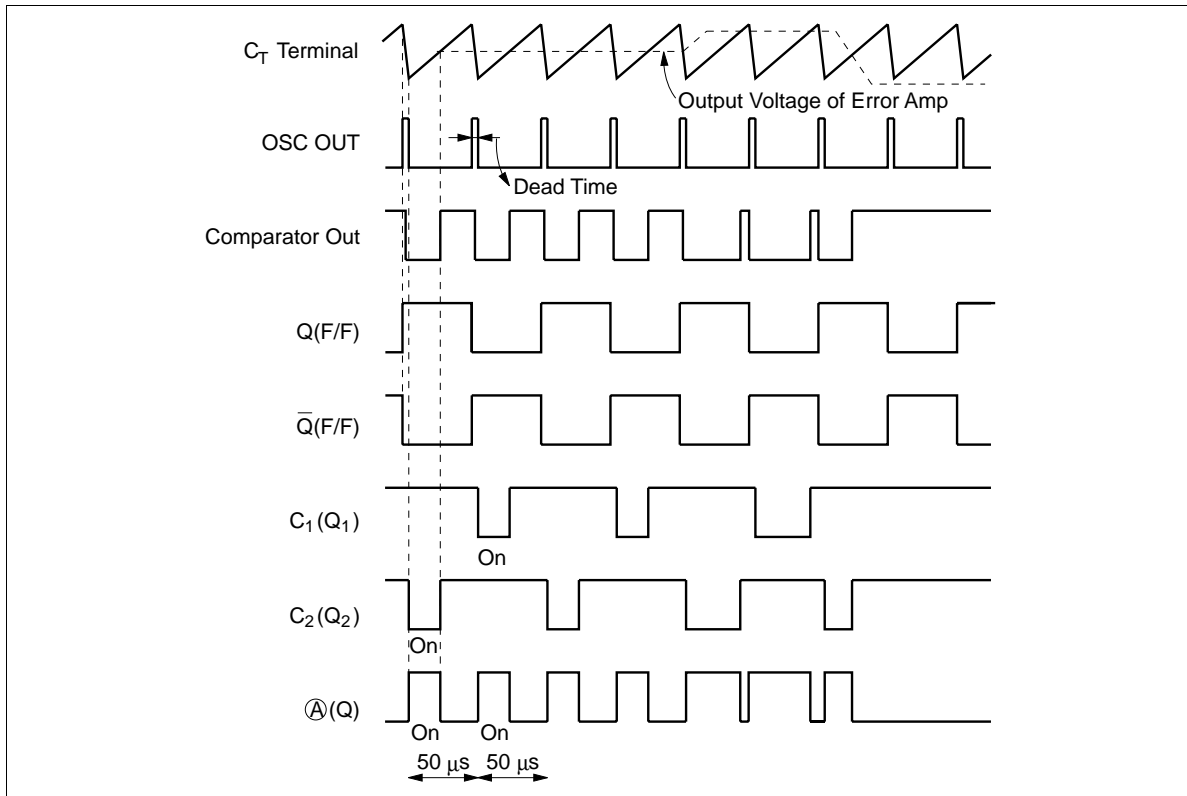 C_T Terminal
Output Voltage of Error Amp
OSC OUT
Dead Time
Comparator Out
Q(F/F)
Q̅(F/F)
C₁(Q₁)
On
C₂(Q₂)
On
Ⓐ(Q)
On On
50 μs 50 μs